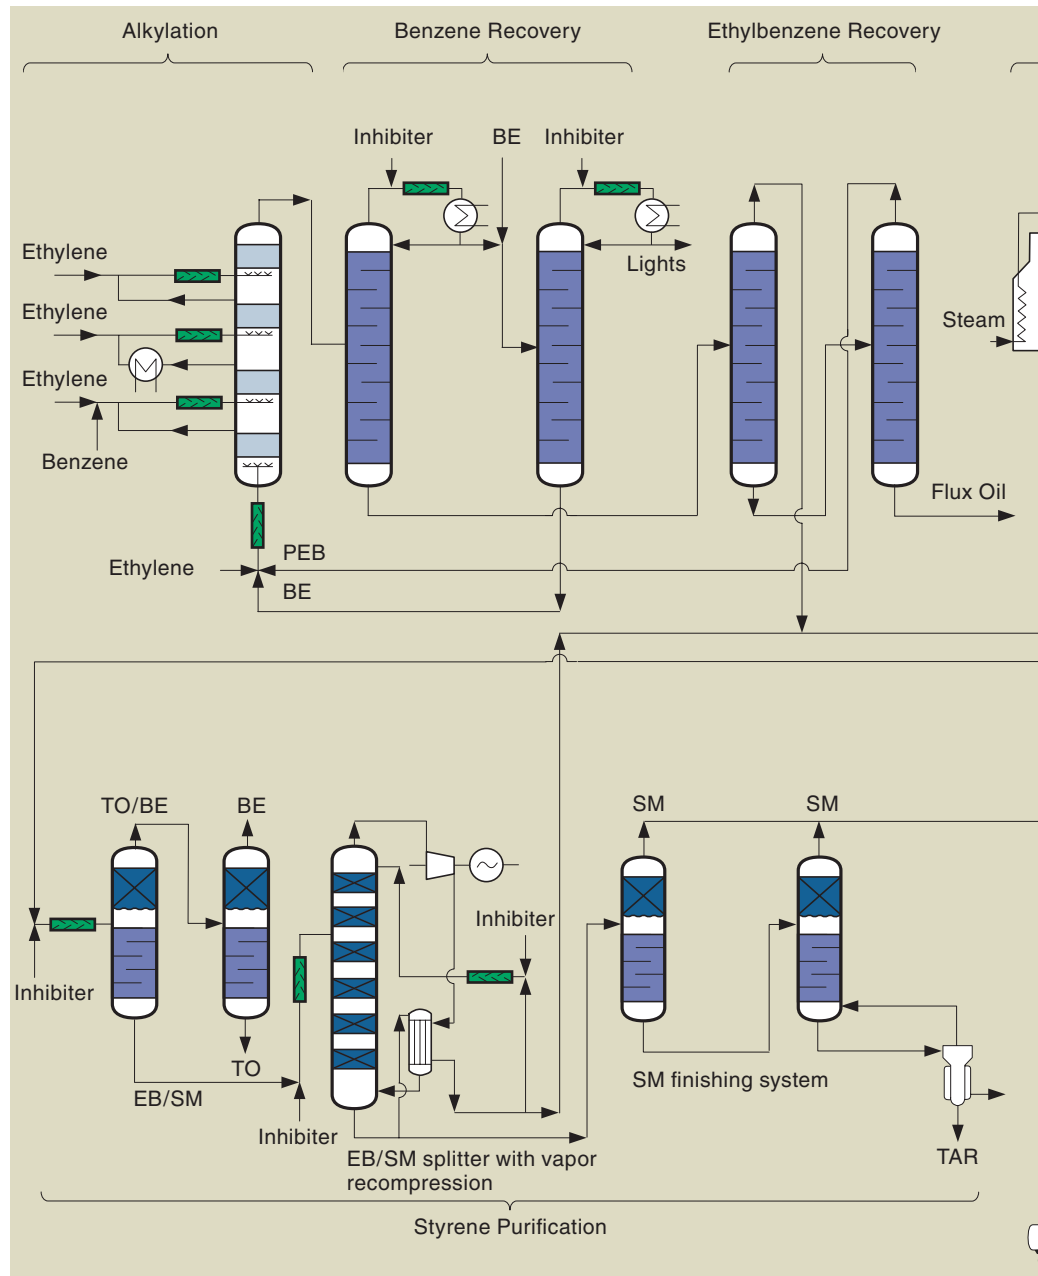 Alkylation
Benzene Recovery
Ethylbenzene Recovery
Inhibiter
BE
Inhibiter
Ethylene
Lights
Ethylene
Steam
Ethylene
Benzene
Flux Oil
PEB
Ethylene
BE
TO/BE
BE
SM
SM
Inhibiter
Inhibiter
TO
EB/SM
SM finishing system
Inhibiter
EB/SM splitter with vapor
recompression
TAR
Styrene Purification